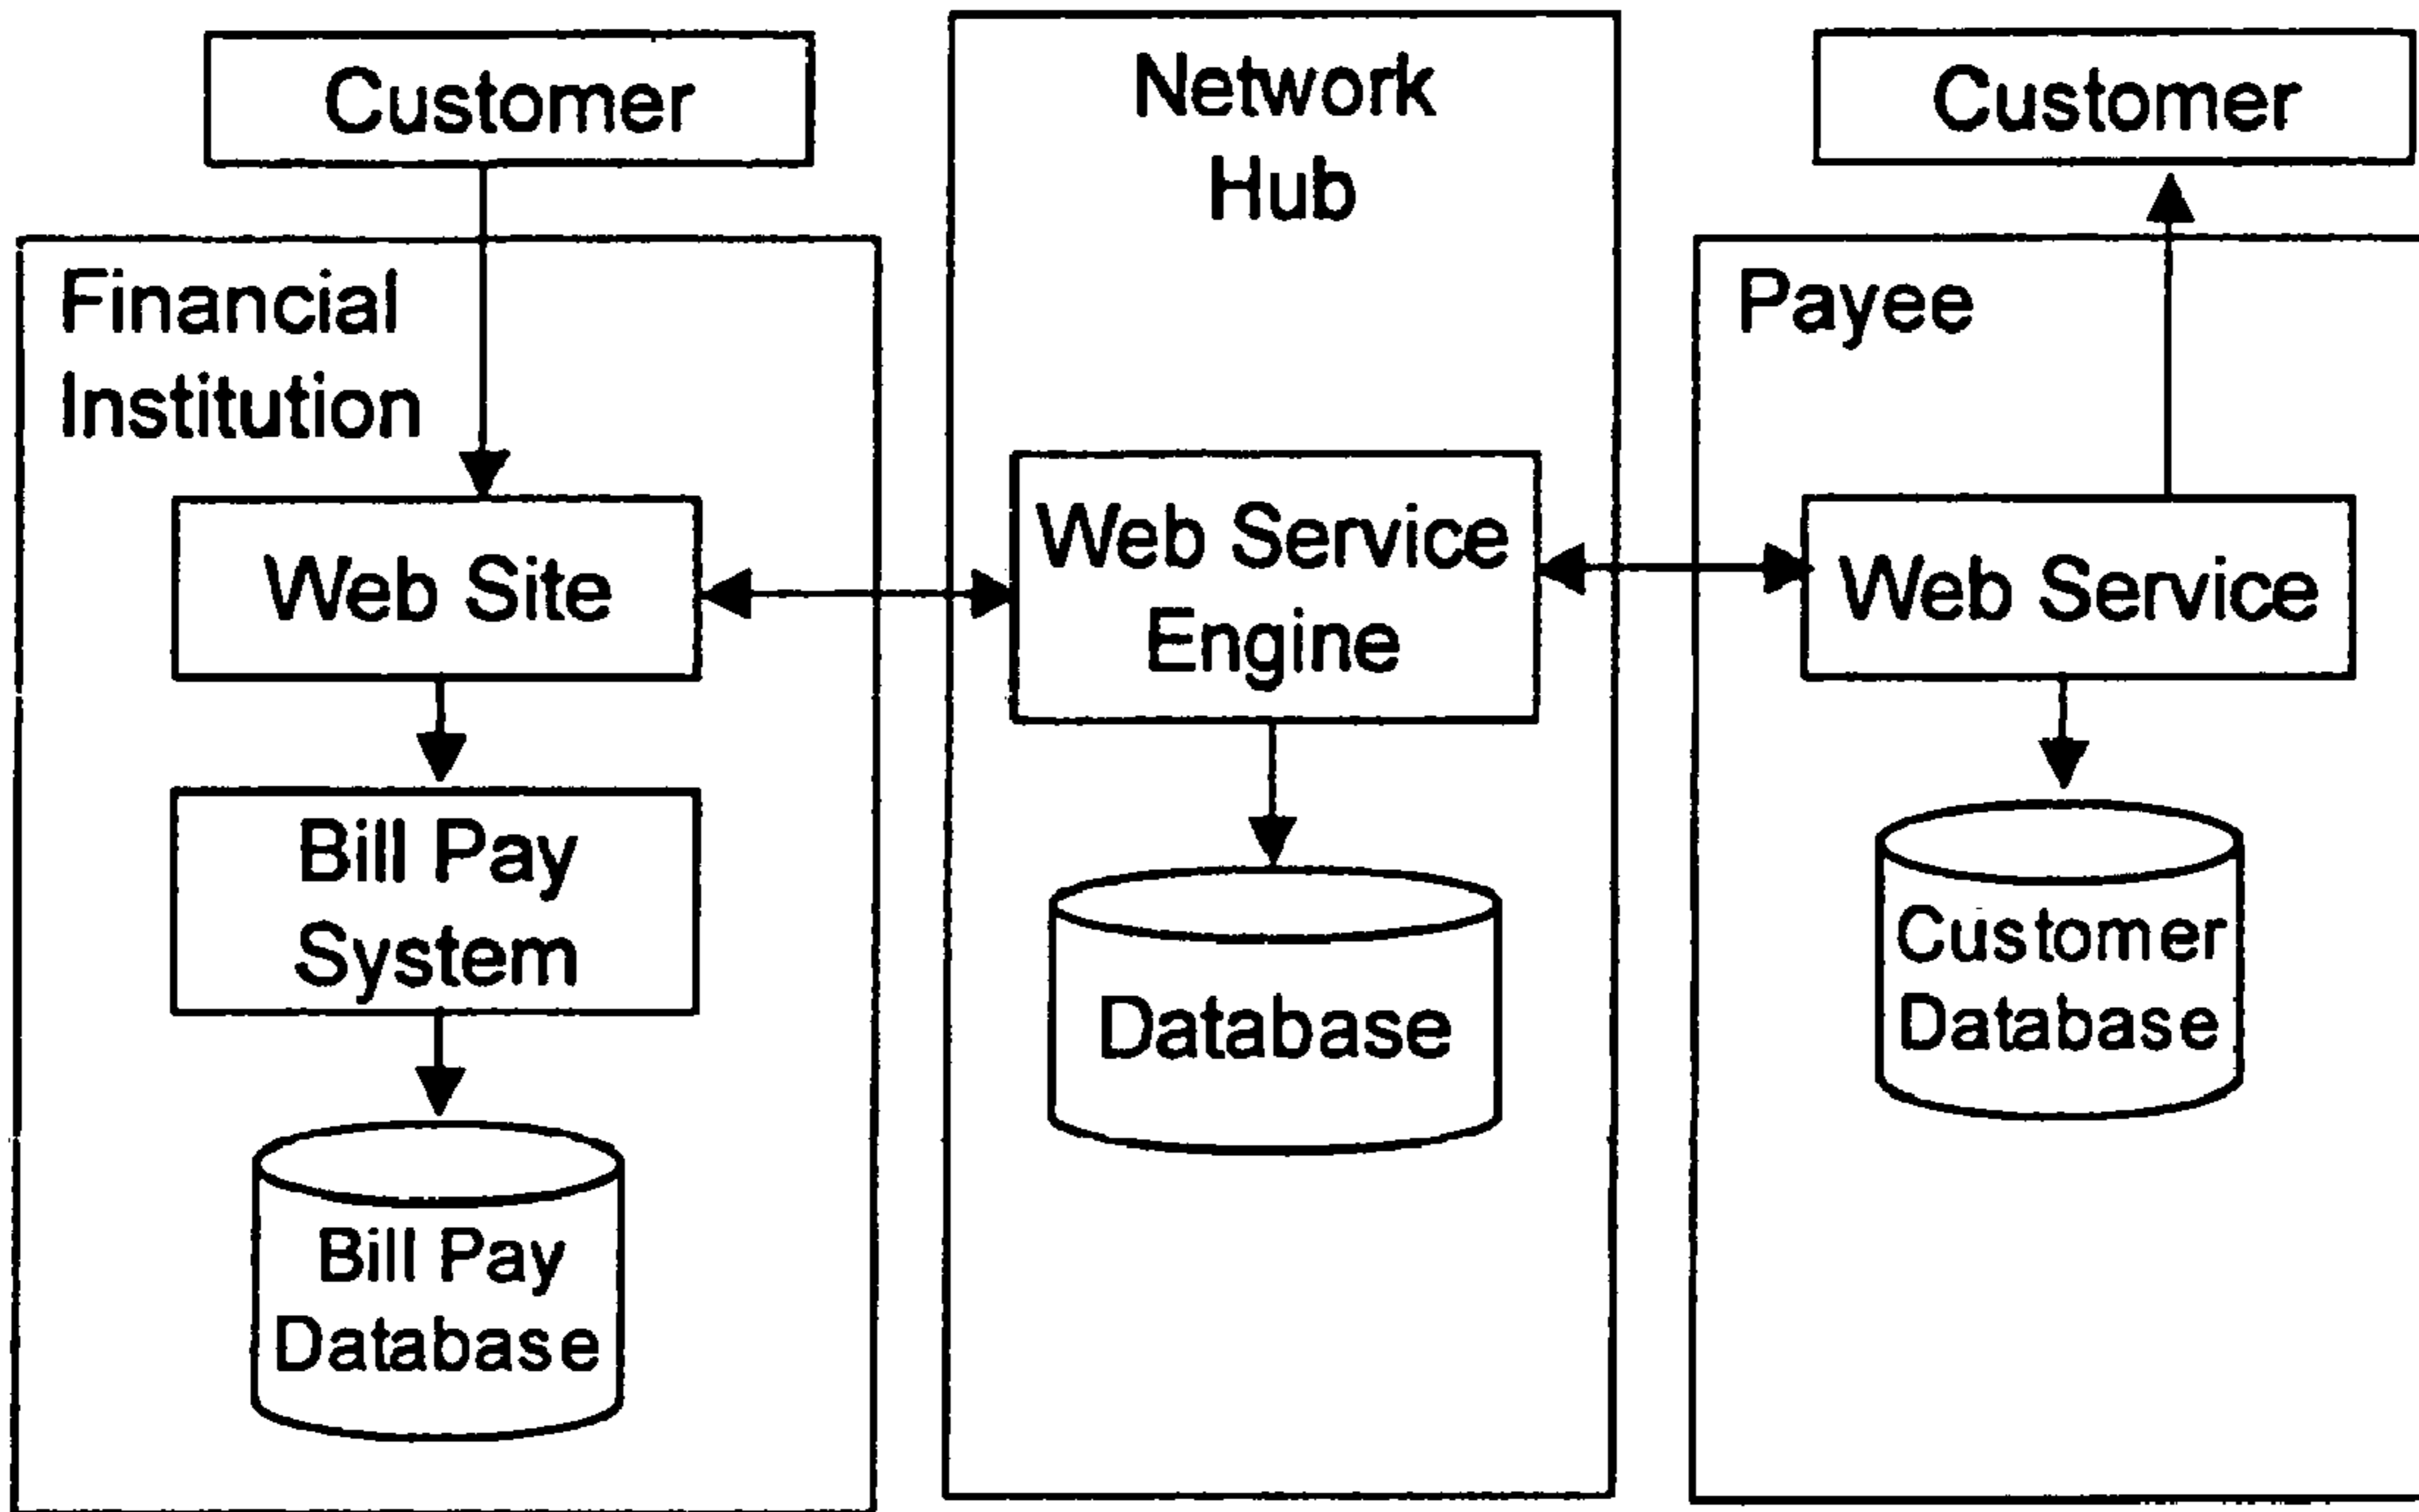 Customer
Financial
Institution
Web Site
Bill Pay
System
Bill Pay
Database
Network
Hub
Web Service
Engine
Database
Customer
Payee
Web Service
Customer
Database